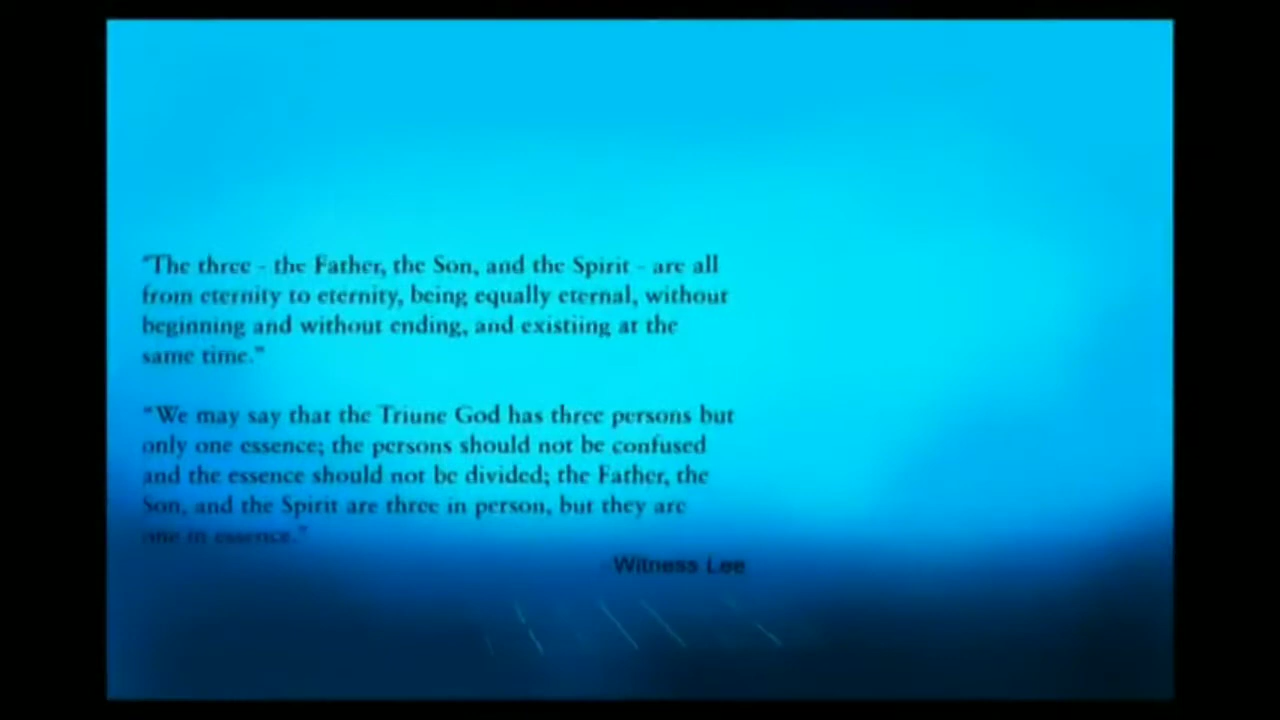 "The three - the Father, the Son, and the Spirit - are all
from eternity to eternity, being equally eternal, without
beginning and without ending, and existiing at the
same time."
"We may say that the Triune God has three persons but
only one essence; the persons should not be confused
and the essence should not be divided; the Father, the
Son, and the Spirit are three in person, but they are
one in essence."
-Witness Lee